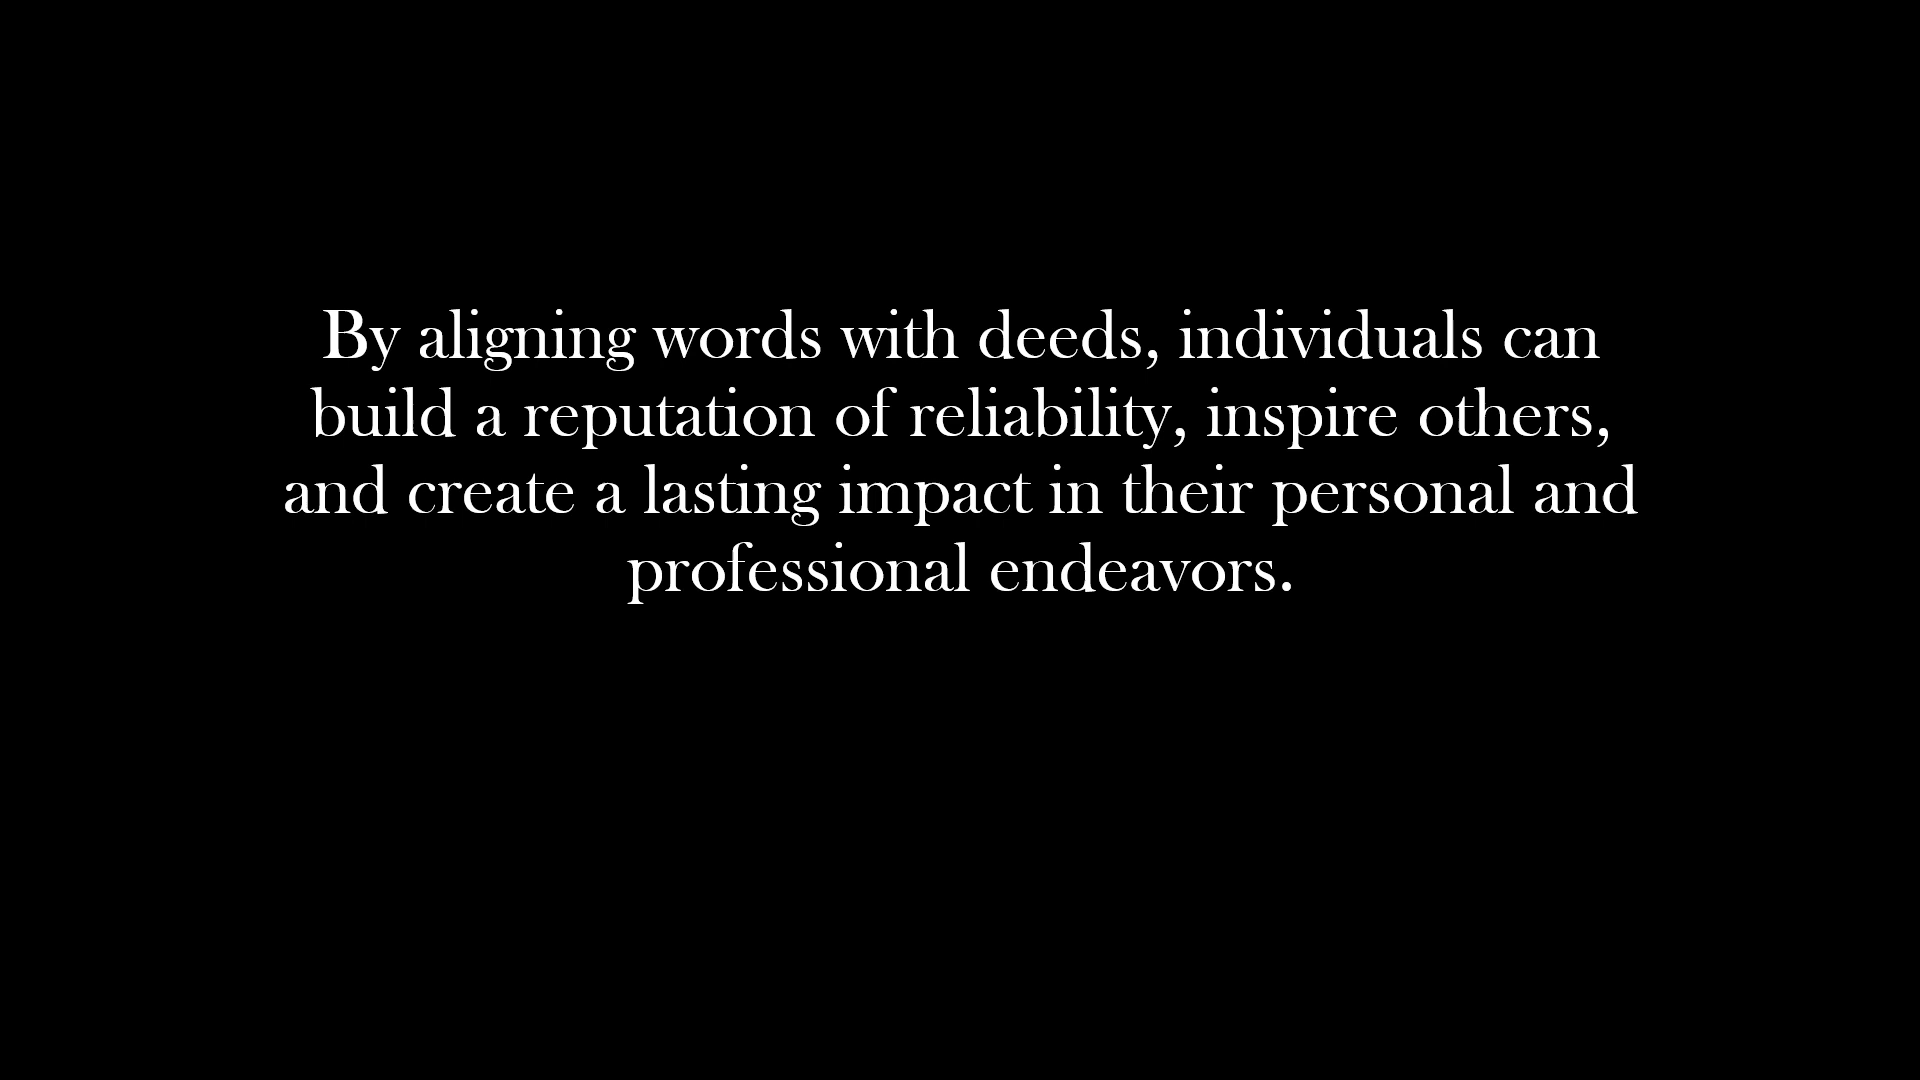 By aligning words with deeds, individuals can
build a reputation of reliability, inspire others,
and create a lasting impact in their personal and
professional endeavors.